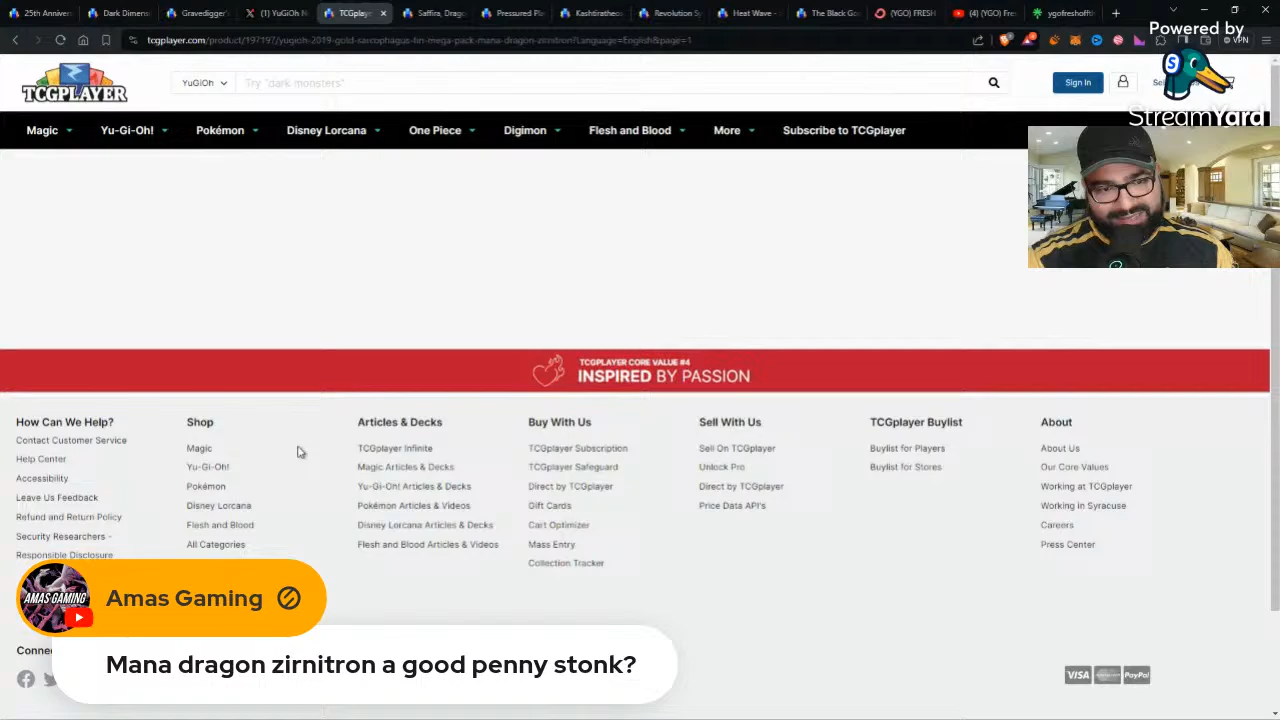 25th Annivers
Dark Dimens
Gravedigger'
(1) YuGiOh N
TCGplaye
Saffira, Drago
Pressured Pl
Kashtiratheo
Revolution Sy
Heat Wave -
The Black Go
(YGO) FRESH
(4) (YGO) Fres
ygofreshoffth
tcgplayer.com/product/197197/yugioh-2019-gold-sarcophagus-tin-mega-pack-mana-dragon-zirnitron?Language=English&page=1
VPN
Powered by
StreamYard
TCGPLAYER
YuGiOh
Try "dark monsters"
Sign In
Magic
Yu-Gi-Oh!
Pokémon
Disney Lorcana
One Piece
Digimon
Flesh and Blood
More
Subscribe to TCGplayer
TCGPLAYER CORE VALUE #4
INSPIRED BY PASSION
How Can We Help?
Contact Customer Service
Help Center
Accessibility
Leave Us Feedback
Refund and Return Policy
Security Researchers -
Responsible Disclosure
Shop
Magic
Yu-Gi-Oh!
Pokémon
Disney Lorcana
Flesh and Blood
All Categories
Articles & Decks
TCGplayer Infinite
Magic Articles & Decks
Yu-Gi-Oh! Articles & Decks
Pokémon Articles & Videos
Disney Lorcana Articles & Decks
Flesh and Blood Articles & Videos
Buy With Us
TCGplayer Subscription
TCGplayer Safeguard
Direct by TCGplayer
Gift Cards
Cart Optimizer
Mass Entry
Collection Tracker
Sell With Us
Sell On TCGplayer
Unlock Pro
Direct by TCGplayer
Price Data API's
TCGplayer Buylist
Buylist for Players
Buylist for Stores
About
About Us
Our Core Values
Working at TCGplayer
Working in Syracuse
Careers
Press Center
AMAS GAMING
Amas Gaming
Mana dragon zirnitron a good penny stonk?
Conne
VISA
PayPal